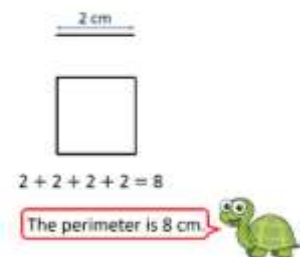 2 cm
2 + 2 + 2 + 2 = 8
The perimeter is 8 cm.